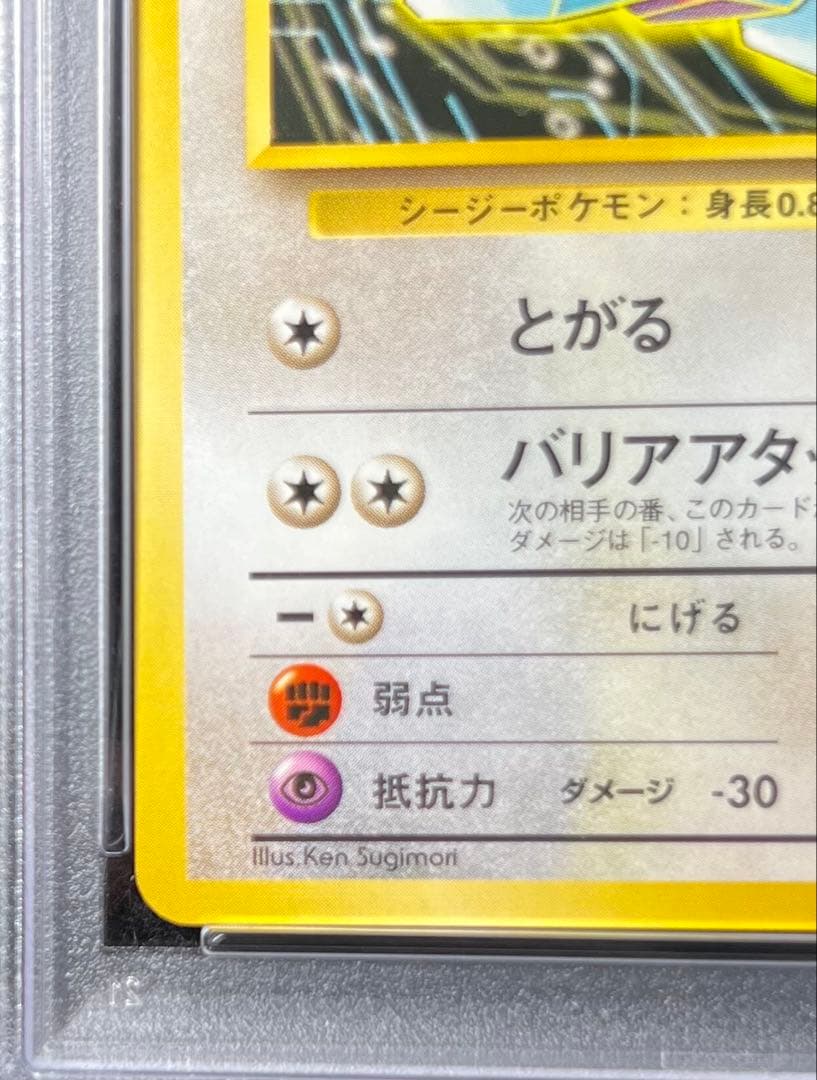 シージーポケモン：身長0.8
とがる
バリアアタッ
次の相手の番、このカード
ダメージは「-10」される。
にげる
弱点
抵抗力 ダメージ -30
Illus.Ken Sugimori
21